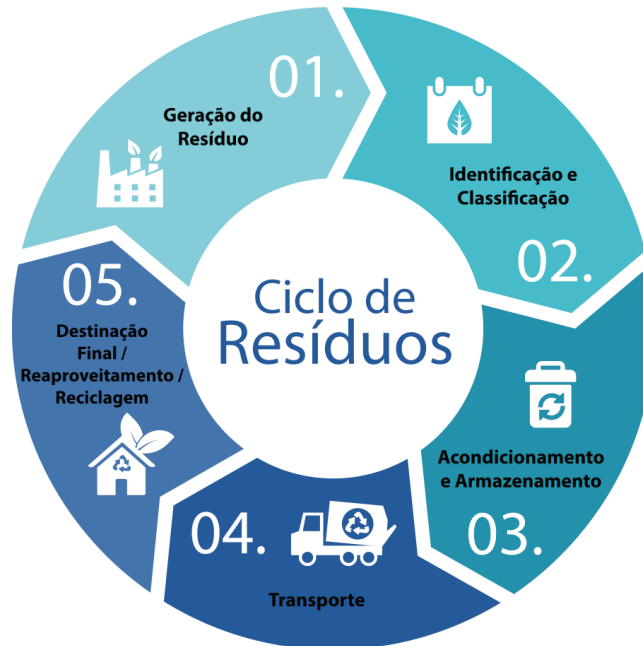 01.
Geração do
Resíduo
Identificação e
Classificação
02.
Acondicionamento
e Armazenamento
03.
04.
Transporte
05.
Destinação
Final /
Reaproveitamento /
Reciclagem
Ciclo de
Resíduos